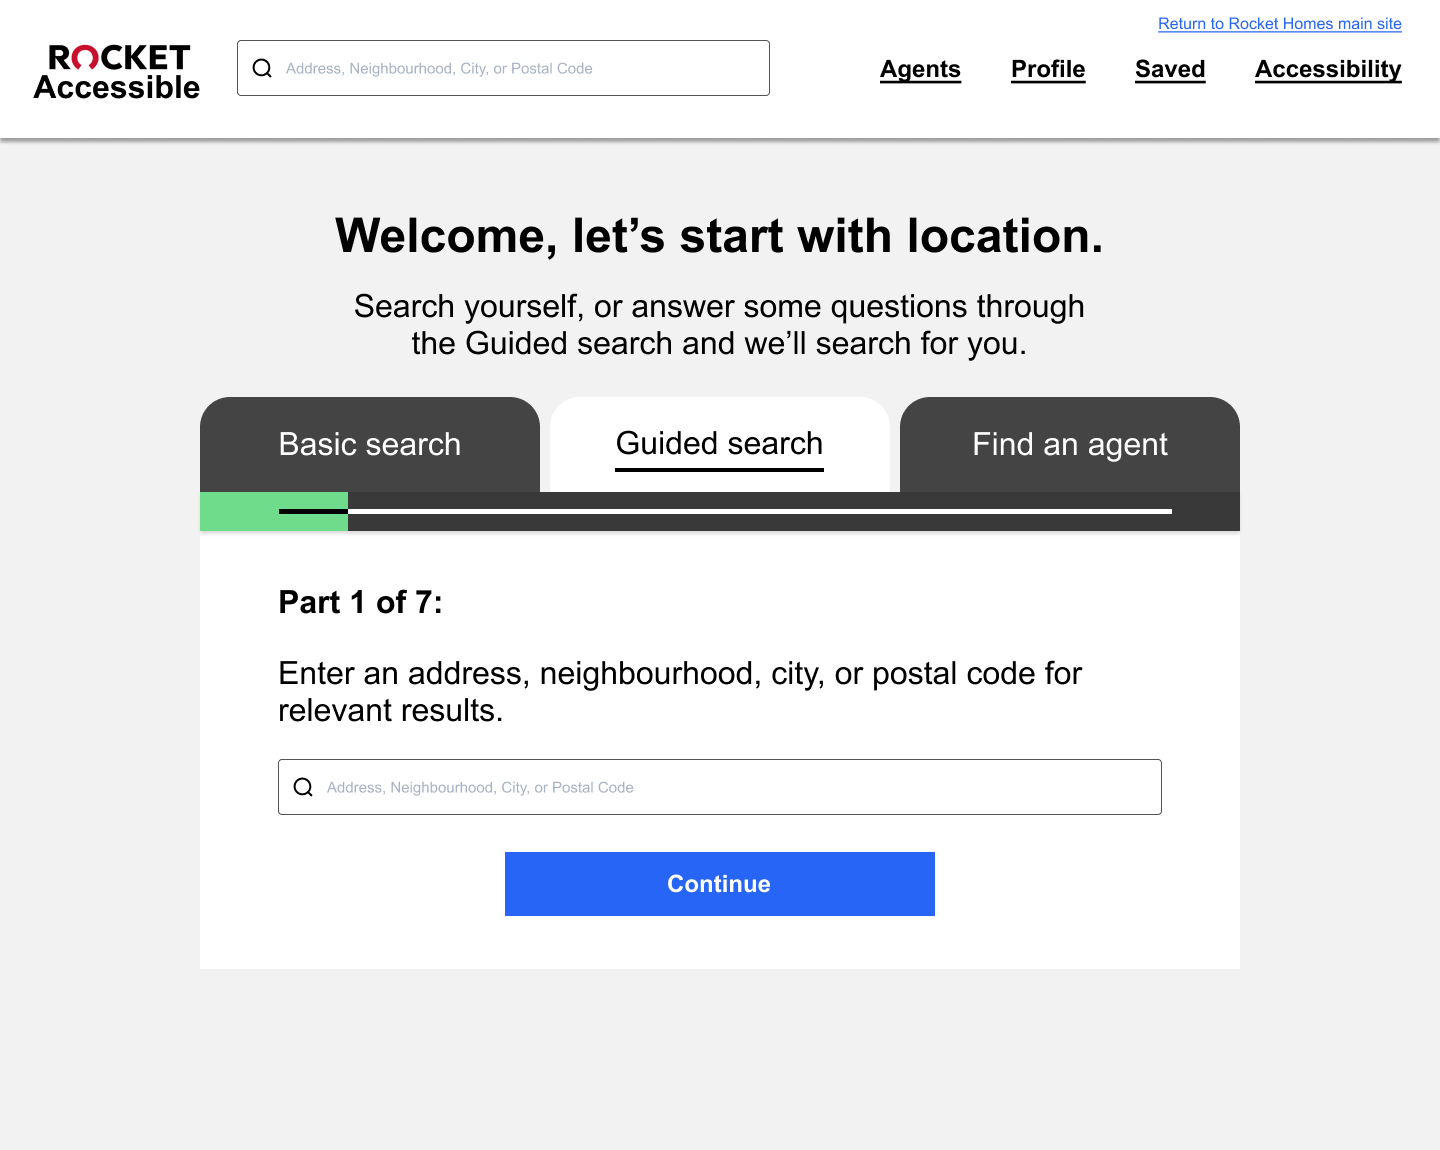 Return to Rocket Homes main site
ROCKET
Accessible
Address, Neighbourhood, City, or Postal Code
Agents
Profile
Saved
Accessibility
Welcome, let’s start with location.
Search yourself, or answer some questions through
the Guided search and we’ll search for you.
Basic search
Guided search
Find an agent
Part 1 of 7:
Enter an address, neighbourhood, city, or postal code for
relevant results.
Address, Neighbourhood, City, or Postal Code
Continue